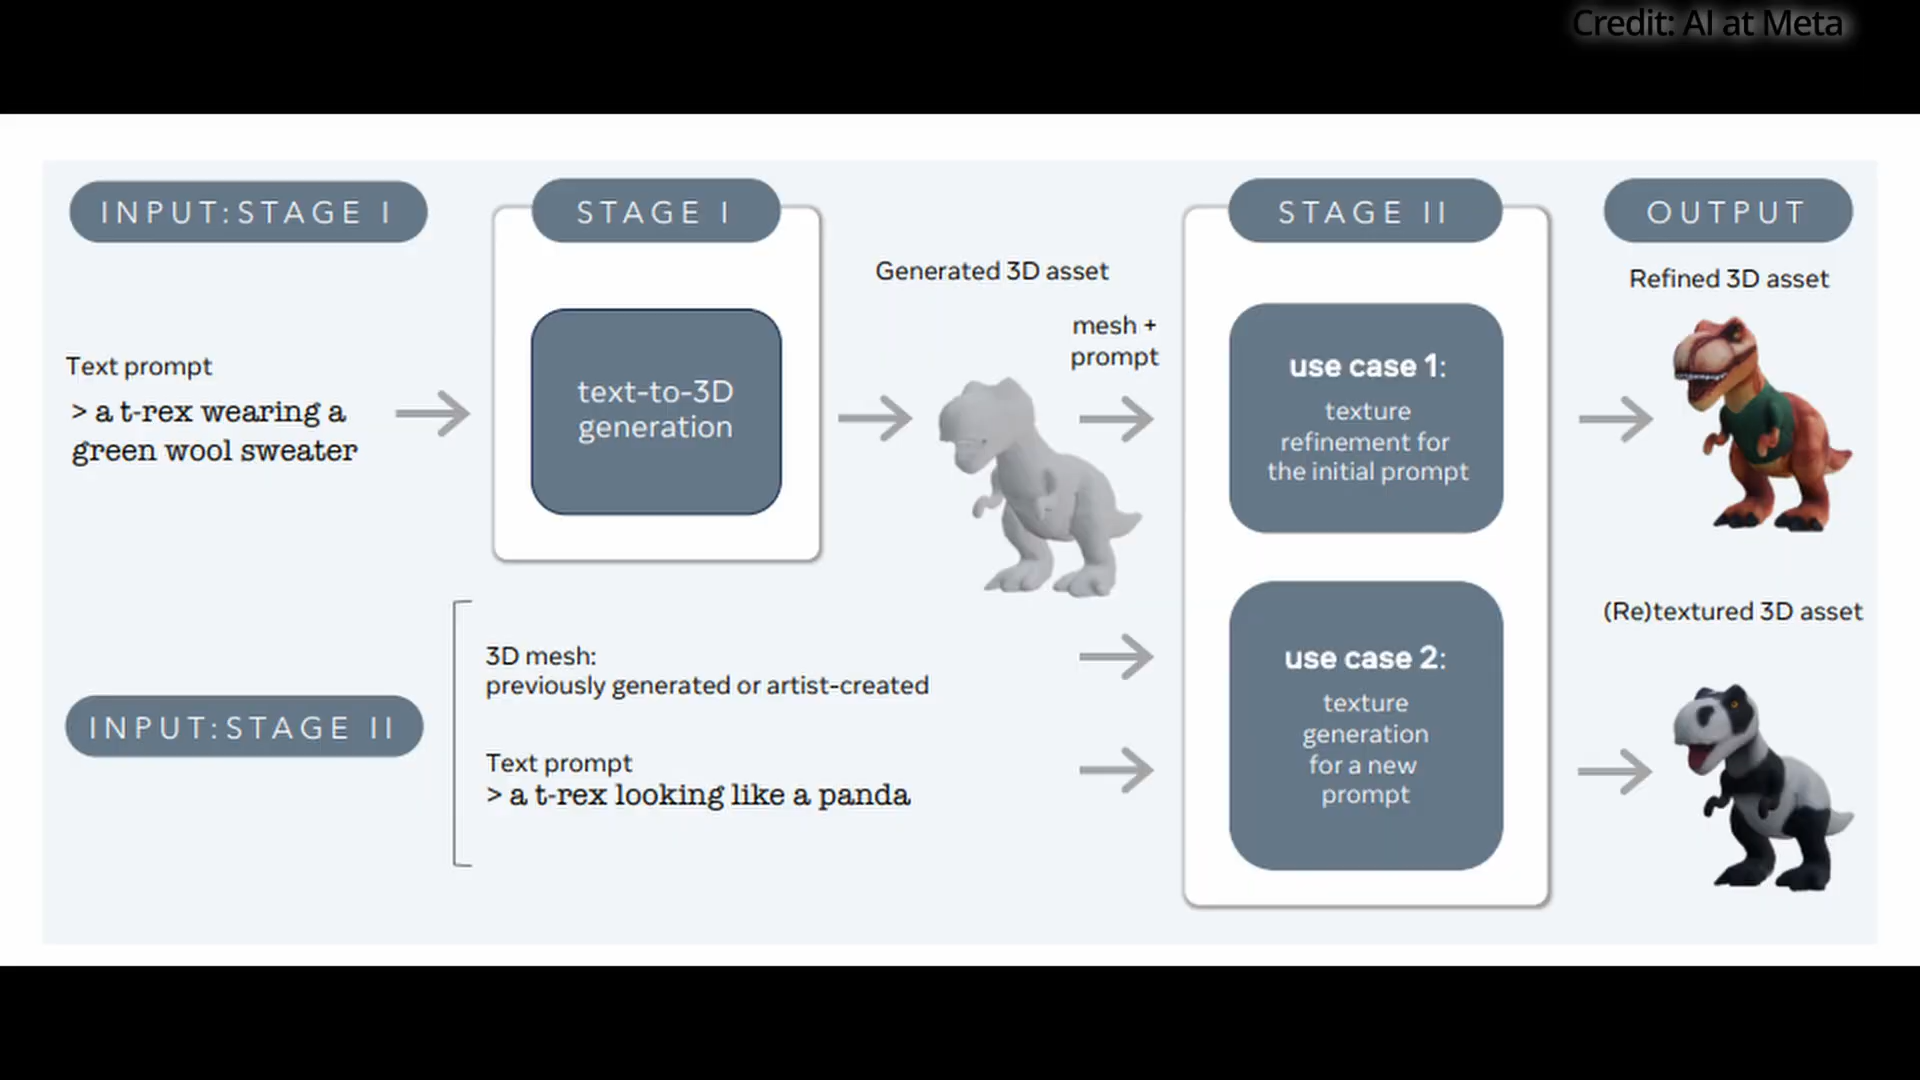 Credit: AI at Meta
INPUT:STAGE I
STAGE I
STAGE II
OUTPUT
Text prompt
> a t-rex wearing a
green wool sweater
text-to-3D
generation
Generated 3D asset
mesh +
prompt
use case 1:
texture
refinement for
the initial prompt
Refined 3D asset
INPUT:STAGE II
3D mesh:
previously generated or artist-created
Text prompt
> a t-rex looking like a panda
use case 2:
texture
generation
for a new
prompt
(Re)textured 3D asset